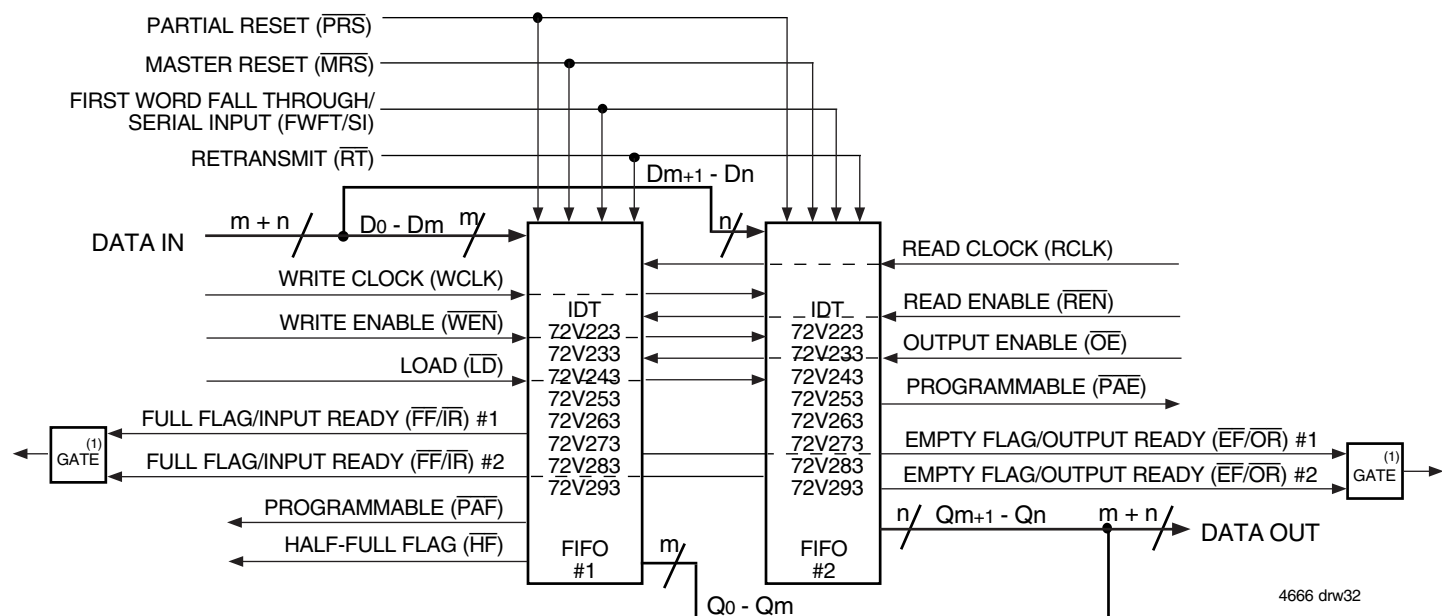 PARTIAL RESET (PRS)
MASTER RESET (MRS)
FIRST WORD FALL THROUGH/
SERIAL INPUT (FWFT/SI)
RETRANSMIT (RT)
Dm+1 - Dn
m + n
D0 - Dm
m
n
DATA IN
READ CLOCK (RCLK)
WRITE CLOCK (WCLK)
READ ENABLE (REN)
WRITE ENABLE (WEN)
OUTPUT ENABLE (OE)
LOAD (LD)
PROGRAMMABLE (PAE)
IDT
72V223
72V233
72V243
72V253
72V263
72V273
72V283
72V293
IDT
72V223
72V233
72V243
72V253
72V263
72V273
72V283
72V293
FULL FLAG/INPUT READY (FF/IR) #1
(1)
GATE
FULL FLAG/INPUT READY (FF/IR) #2
EMPTY FLAG/OUTPUT READY (EF/OR) #1
(1)
GATE
EMPTY FLAG/OUTPUT READY (EF/OR) #2
PROGRAMMABLE (PAF)
HALF-FULL FLAG (HF)
n
Qm+1 - Qn
m + n
DATA OUT
FIFO
#1
m
FIFO
#2
Q0 - Qm
4666 drw32